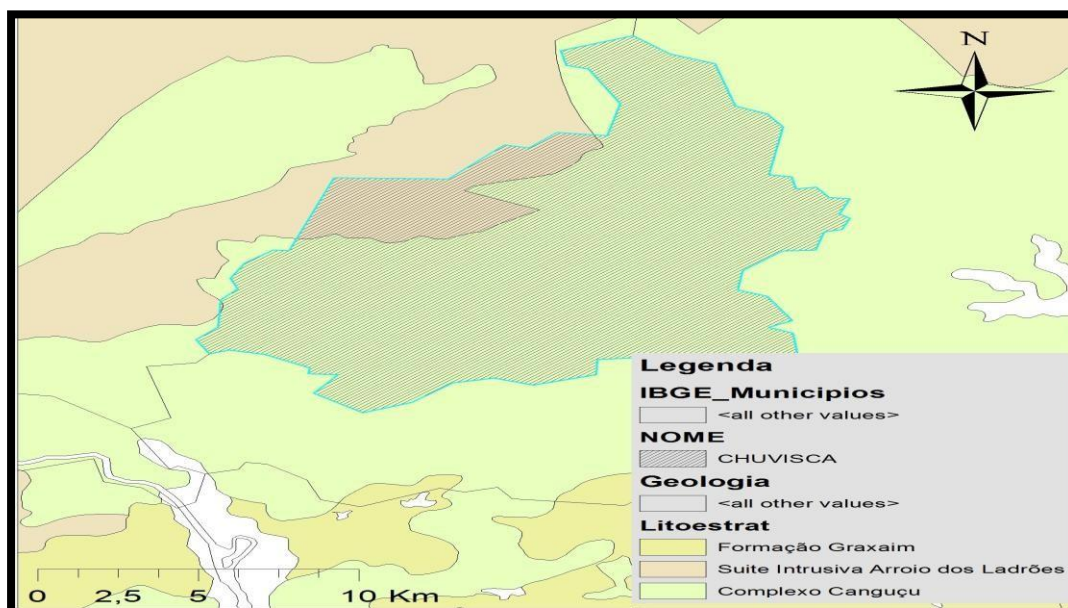 N
Legenda
IBGE_Municipios
<all other values>
NOME
CHUVISCA
Geologia
<all other values>
Litoestrat
Formação Graxaim
Suite Intrusiva Arroio dos Ladrões
Complexo Canguçu
0 2,5 5 10 Km